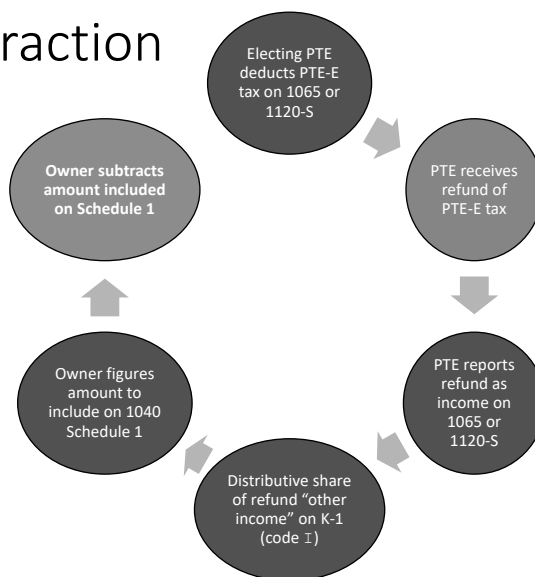 raction
Electing PTE
deducts PTE-E
tax on 1065 or
1120-S
PTE receives
refund of
PTE-E tax
PTE reports
refund as
income on
1065 or
1120-S
Distributive share
of refund “other
income” on K-1
(code I)
Owner figures
amount to
include on 1040
Schedule 1
Owner subtracts
amount included
on Schedule 1